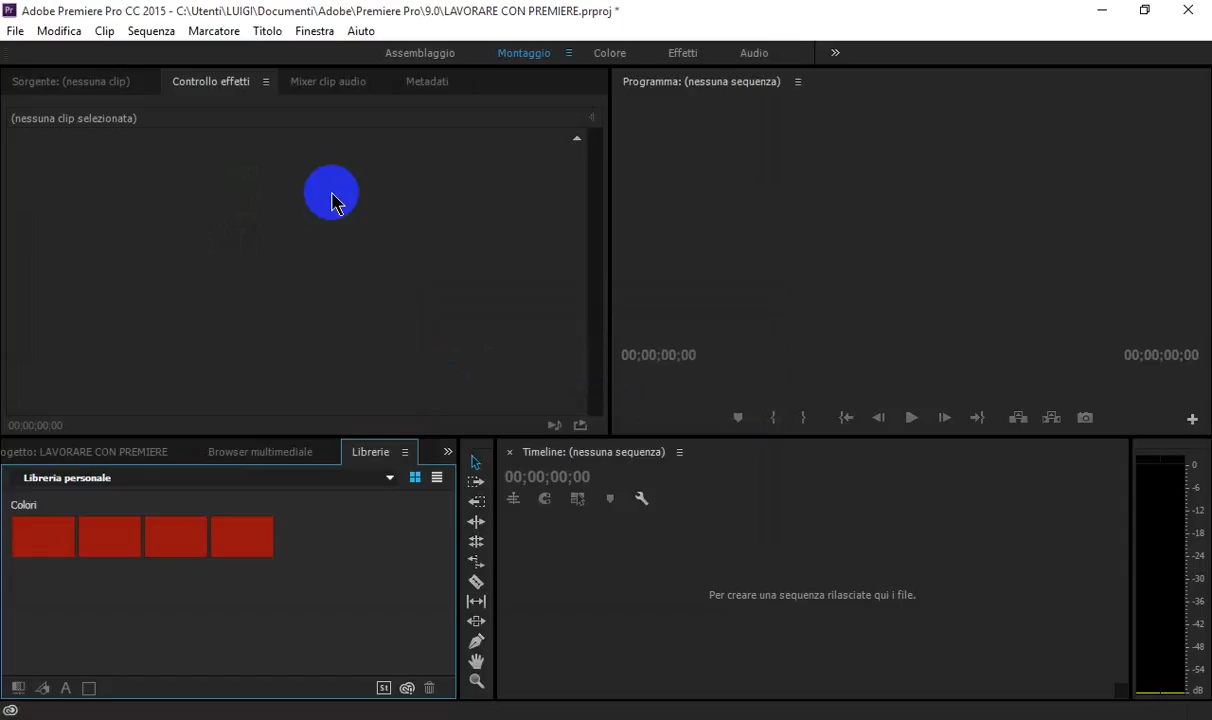 Adobe Premiere Pro CC 2015 - C:\Utenti\LUIGI\Documenti\Adobe\Premiere Pro\9.0\LAVORARE CON PREMIERE.prproj *
File Modifica Clip Sequenza Marcatore Titolo Finestra Aiuto
Assemblaggio Montaggio Colore Effetti Audio
Sorgente: (nessuna clip) Controllo effetti Mixer clip audio Metadati
Programma: (nessuna sequenza)
(nessuna clip selezionata)
00;00;00;00 00;00;00;00
00;00;00;00
ogetto: LAVORARE CON PREMIERE Browser multimediale Librerie
× Timeline: (nessuna sequenza)
Libreria personale
00;00;00;00
Colori
Per creare una sequenza rilasciate qui i file.
0
-6
-12
-18
-24
-30
-36
-42
-48
-54
dB
St